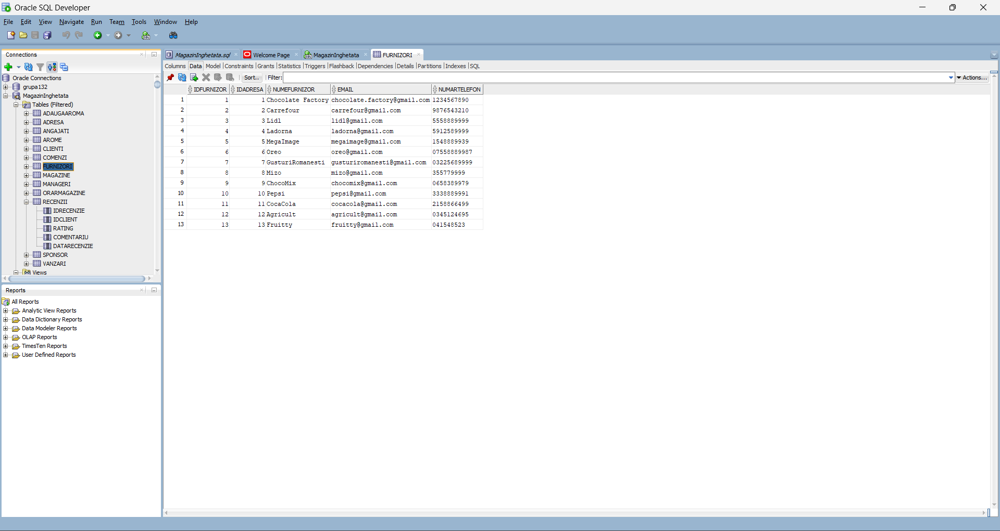 Oracle SQL Developer
File Edit View Navigate Run Team Tools Window Help
Connections
Oracle Connections
grupa132
MagazinInghetata
Tables (Filtered)
ADAUGAAROMA
ADRESA
ANGAJATI
AROME
CLIENTI
COMENZI
FURNIZORI
MAGAZINE
MANAGERI
ORARMAGAZINE
RECENZII
IDRECENZIE
IDCLIENT
RATING
COMENTARIU
DATARECENZIE
SPONSOR
VANZARI
Views
Reports
All Reports
Analytic View Reports
Data Dictionary Reports
Data Modeler Reports
OLAP Reports
TimesTen Reports
User Defined Reports
MagazinInghetata.sql Welcome Page MagazinInghetata FURNIZORI
Columns Data Model Constraints Grants Statistics Triggers Flashback Dependencies Details Partitions Indexes SQL
Sort.. Filter: Actions...
IDFURNIZOR IDADRESA NUMEFURNIZOR EMAIL NUMARTELEFON
1 1 1 Chocolate Factory chocolate.factory@gmail.com 1234567890
2 2 2 Carrefour carrefour@gmail.com 9876543210
3 3 3 Lidl lidl@gmail.com 5558889999
4 4 4 Ladorna ladorna@gmail.com 5912589999
5 5 5 MegaImage megaimage@gmail.com 1548889939
6 6 6 Oreo oreo@gmail.com 07558889987
7 7 7 GusturiRomanesti gusturiromanesti@gmail.com 03225689999
8 8 8 Mizo mizo@gmail.com 355779999
9 9 9 ChocoMix chocomix@gmail.com 0658389979
10 10 10 Pepsi pepsi@gmail.com 3338889991
11 11 11 CocaCola cocacola@gmail.com 2158866499
12 12 12 Agricult agricult@gmail.com 0345124695
13 13 13 Fruitty fruitty@gmail.com 041548523